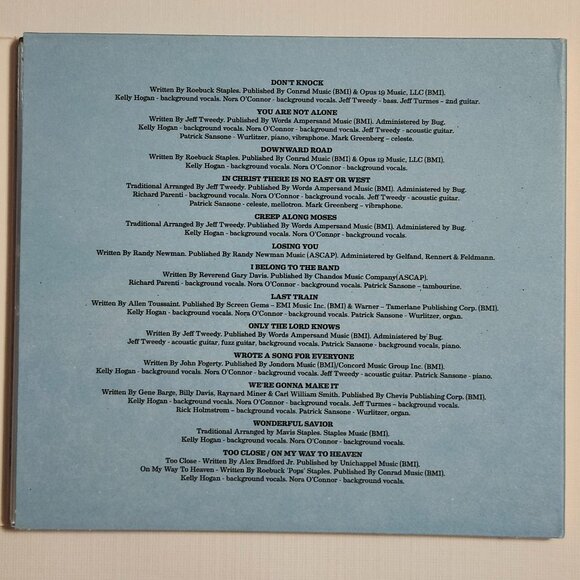 DON'T KNOCK
Written By Roebuck Staples. Published By Conrad Music (BMI) & Opus 19 Music, LLC (BMI).
Kelly Hogan - background vocals. Nora O'Connor - background vocals. Jeff Tweedy - bass. Jeff Turmes – 2nd guitar.
YOU ARE NOT ALONE
Written By Jeff Tweedy. Published By Words Ampersand Music (BMI). Administered by Bug.
Kelly Hogan - background vocals. Nora O'Connor - background vocals. Jeff Tweedy - acoustic guitar.
Patrick Sansone - Wurlitzer, piano, vibraphone. Mark Greenberg – celeste.
DOWNWARD ROAD
Written By Roebuck Staples. Published By Conrad Music (BMI) & Opus 19 Music, LLC (BMI).
Kelly Hogan - background vocals. Nora O'Connor - background vocals.
IN CHRIST THERE IS NO EAST OR WEST
Traditional Arranged By Jeff Tweedy. Published By Words Ampersand Music (BMI). Administered by Bug.
Richard Parenti - background vocals. Nora O'Connor - background vocals. Jeff Tweedy - acoustic guitar.
Patrick Sansone - celeste, mellotron. Mark Greenberg – vibraphone.
CREEP ALONG MOSES
Traditional Arranged By Jeff Tweedy. Published By Words Ampersand Music (BMI). Administered by Bug.
Kelly Hogan - background vocals. Nora O'Connor - background vocals.
LOSING YOU
Written By Randy Newman. Published By Randy Newman Music (ASCAP). Administered by Gelfand, Rennert & Feldmann.
I BELONG TO THE BAND
Written By Reverend Gary Davis. Published By Chandos Music Company(ASCAP).
Richard Parenti - background vocals. Nora O'Connor - background vocals. Patrick Sansone – tambourine.
LAST TRAIN
Written By Allen Toussaint. Published By Screen Gems – EMI Music Inc. (BMI) & Warner – Tamerlane Publishing Corp. (BMI).
Kelly Hogan - background vocals. Nora O'Connor - background vocals. Patrick Sansone - Wurlitzer, organ.
ONLY THE LORD KNOWS
Written By Jeff Tweedy. Published By Words Ampersand Music (BMI). Administered by Bug.
Jeff Tweedy - acoustic guitar, fuzz guitar, background vocals. Patrick Sansone - background vocals, piano.
WROTE A SONG FOR EVERYONE
Written By John Fogerty. Published By Jondora Music (BMI)/Concord Music Group Inc. (BMI).
Kelly Hogan - background vocals. Nora O'Connor - background vocals. Jeff Tweedy - acoustic guitar. Patrick Sansone - piano.
WE'RE GONNA MAKE IT
Written By Gene Barge, Billy Davis, Raynard Miner & Carl William Smith. Published By Chevis Publishing Corp. (BMI).
Kelly Hogan - background vocals. Nora O'Connor - background vocals. Jeff Turmes – background vocals.
Rick Holmstrom – background vocals. Patrick Sansone - Wurlitzer, organ.
WONDERFUL SAVIOR
Traditional Arranged by Mavis Staples. Staples Music (BMI).
Kelly Hogan - background vocals. Nora O'Connor - background vocals.
TOO CLOSE / ON MY WAY TO HEAVEN
Too Close - Written By Alex Bradford Jr. Published by Unichappel Music (BMI).
On My Way To Heaven - Written By Roebuck 'Pops' Staples. Published By Conrad Music (BMI).
Kelly Hogan - background vocals. Nora O'Connor - background vocals.